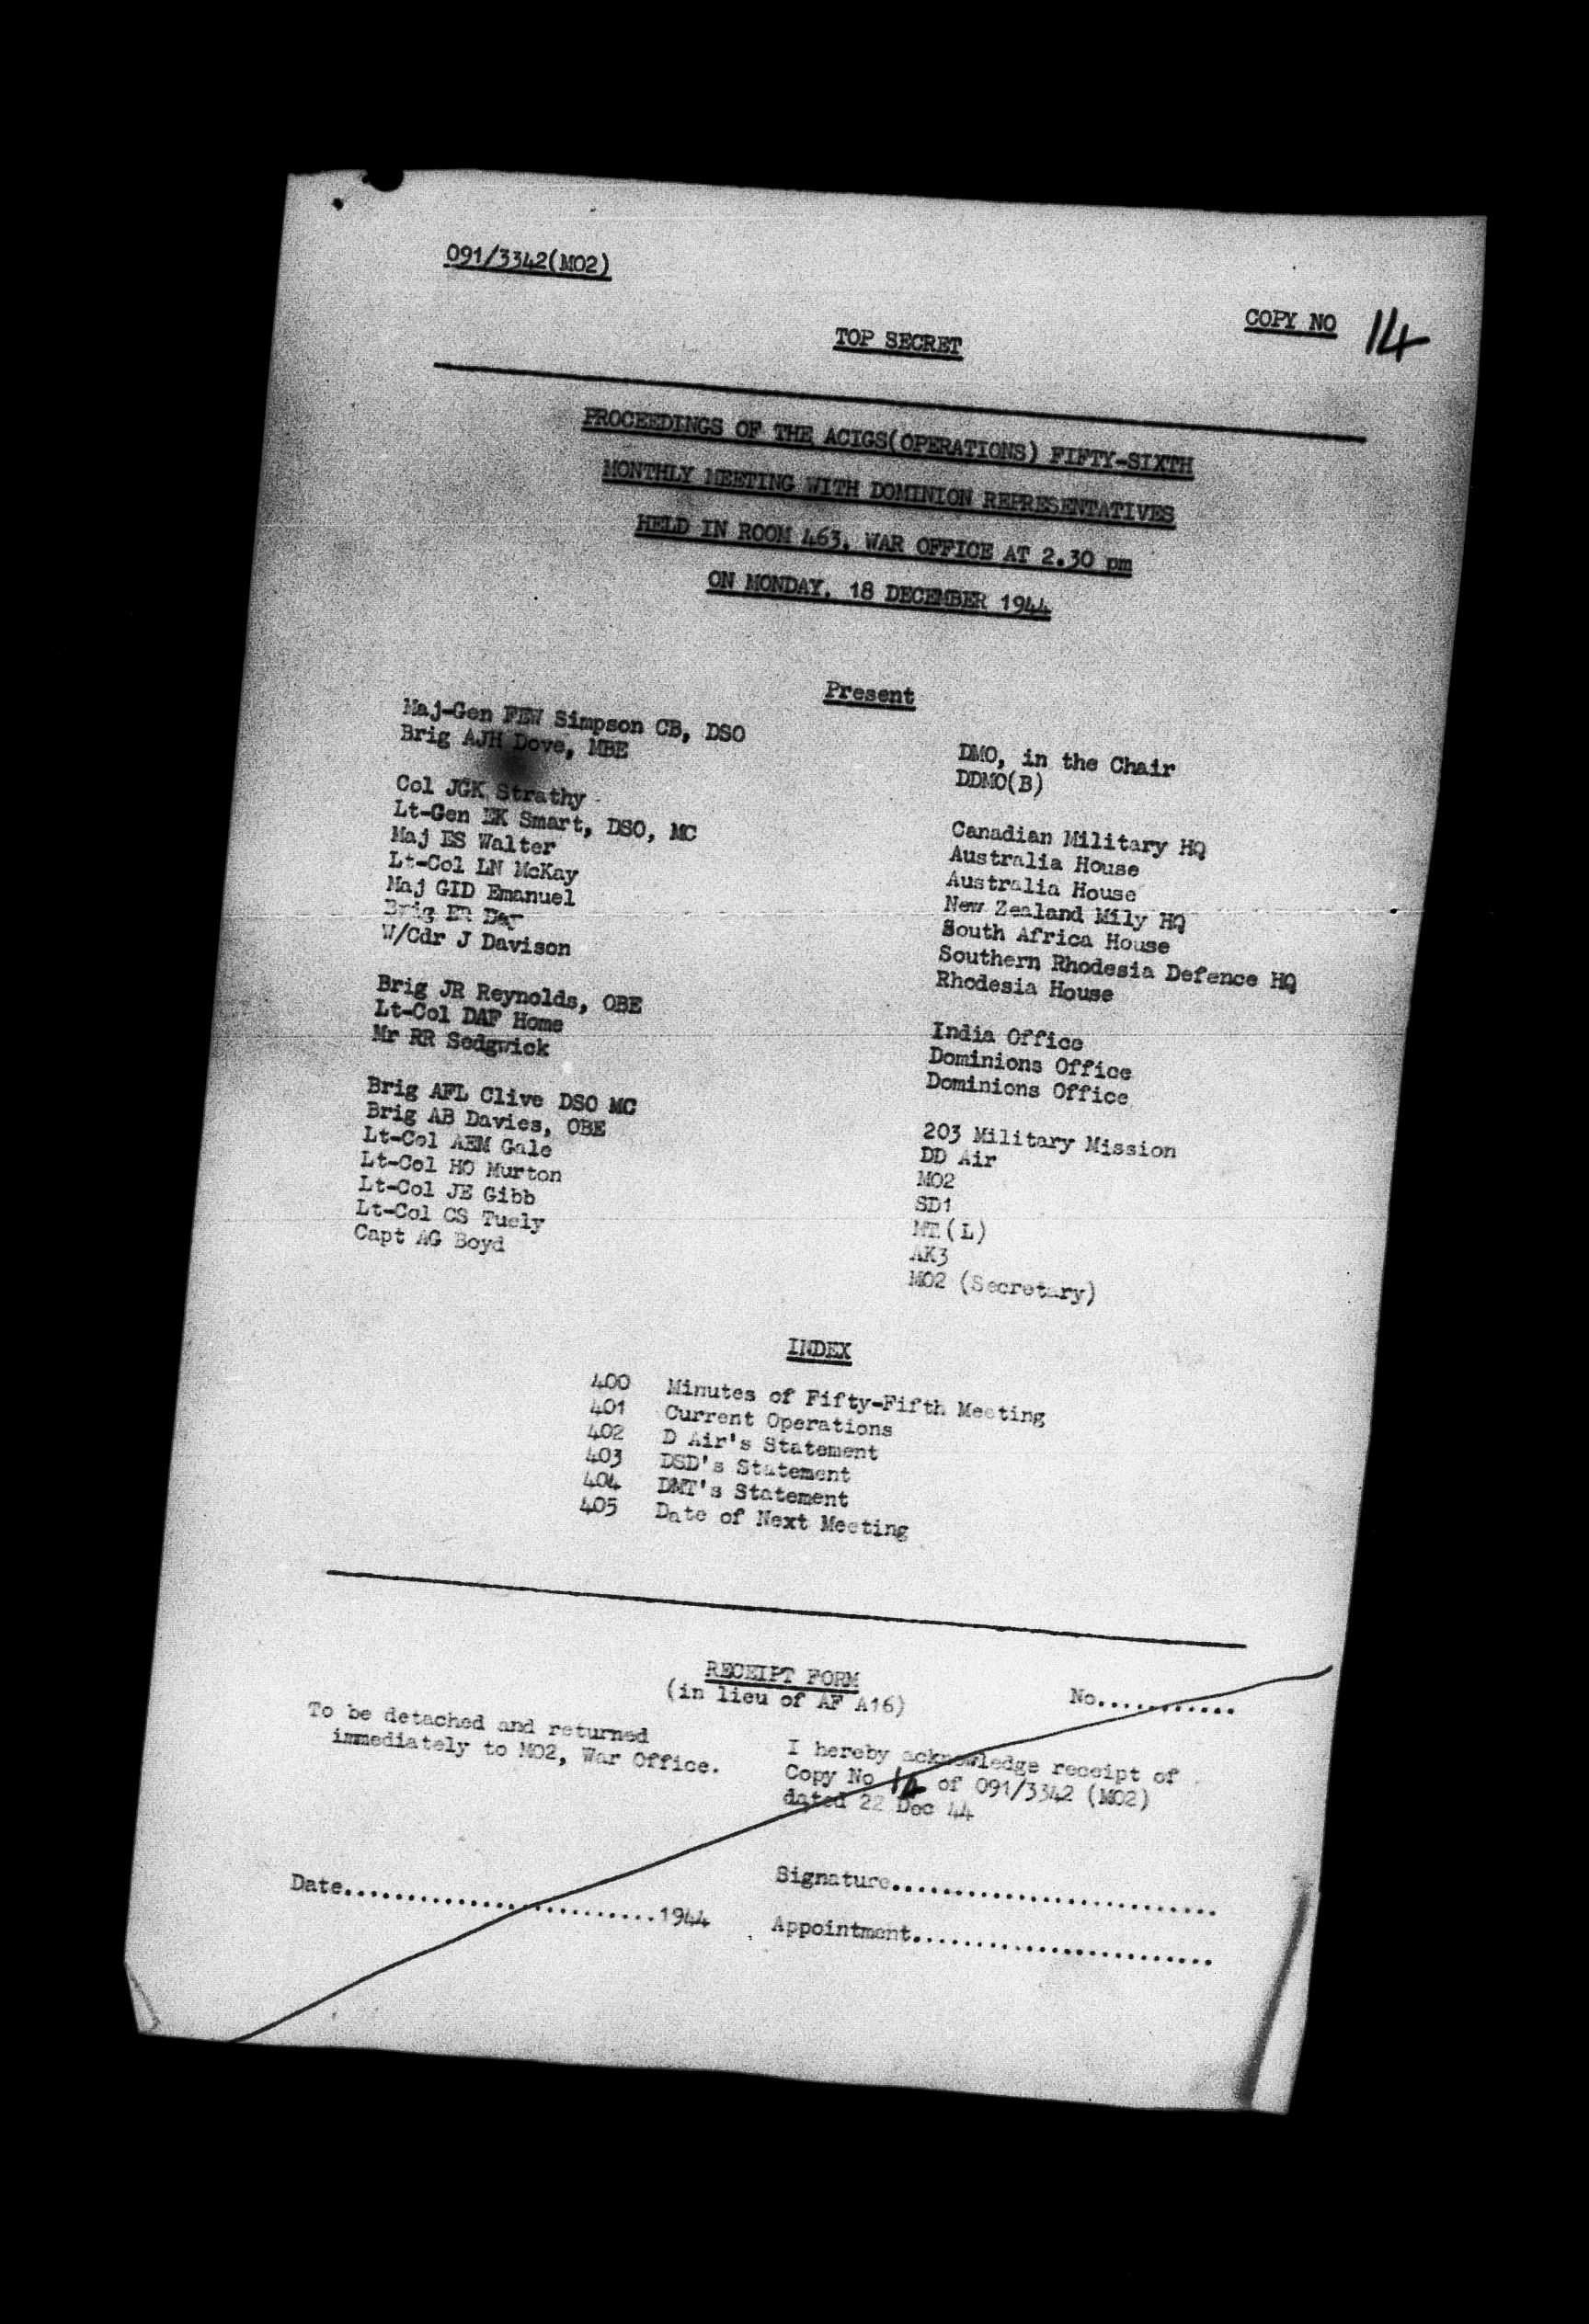 091/3342(MO2)
COPY NO 14
TOP SECRET
PROCEEDINGS OF THE ACIGS(OPERATIONS) FIFTY-SIXTH
MONTHLY MEETING WITH DOMINION REPRESENTATIVES
HELD IN ROOM 463, WAR OFFICE AT 2.30 pm
ON MONDAY, 18 DECEMBER 1944
Present
Maj-Gen FEW Simpson CB, DSO DMO, in the Chair
Brig AJH Dove, MBE DDMO(B)
Col JGK Strathy Canadian Military HQ
Lt-Gen EK Smart, DSO, MC Australia House
Maj ES Walter Australia House
Lt-Col LN McKay New Zealand Mily HQ
Maj GID Emanuel South Africa House
Brig ER Day Southern Rhodesia Defence HQ
W/Cdr J Davison Rhodesia House
Brig JR Reynolds, OBE India Office
Lt-Col DAF Home Dominions Office
Mr RR Sedgwick Dominions Office
Brig AFL Clive DSO MC 203 Military Mission
Brig AB Davies, OBE DD Air
Lt-Col AEM Gale MO2
Lt-Col HO Murton SD1
Lt-Col JE Gibb MT(L)
Lt-Col CS Tuely AK3
Capt AG Boyd MO2 (Secretary)
INDEX
400 Minutes of Fifty-Fifth Meeting
401 Current Operations
402 D Air's Statement
403 DSD's Statement
404 DMT's Statement
405 Date of Next Meeting
RECEIPT FORM
(in lieu of AF A16)
No...........
To be detached and returned
immediately to MO2, War Office.
I hereby acknowledge receipt of
Copy No 14 of 091/3342 (MO2)
dated 22 Dec 44
Signature..........................
Date.........................1944
Appointment........................